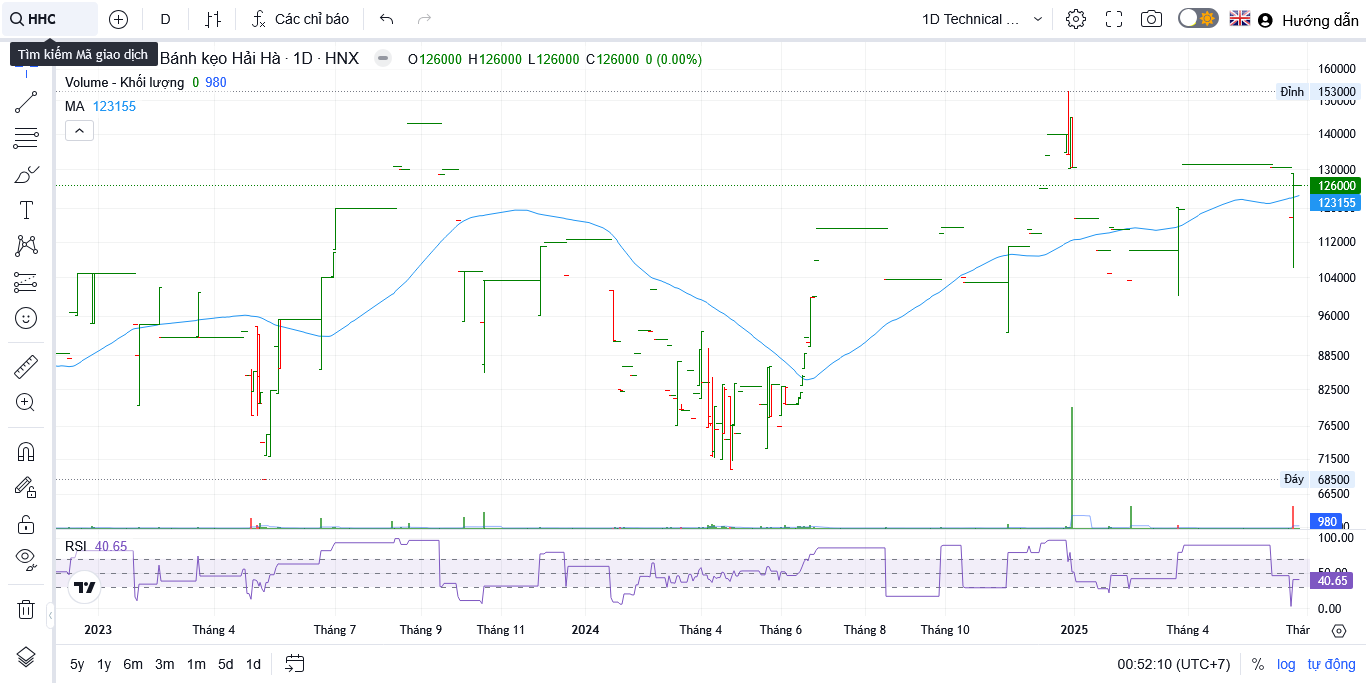 HHC
D
Các chỉ báo
1D Technical ...
Hướng dẫn
Tìm kiếm Mã giao dịch
Bánh kẹo Hải Hà · 1D · HNX
O126000 H126000 L126000 C126000 0 (0.00%)
Volume - Khối lượng 0 980
MA 123155
160000
Đỉnh 153000
150000
140000
130000
126000
123155
112000
104000
96000
88500
82500
76500
71500
Đáy 68500
66500
980
RSI 40.65
100.00
50.00
40.65
0.00
2023 Tháng 4 Tháng 7 Tháng 9 Tháng 11 2024 Tháng 4 Tháng 6 Tháng 8 Tháng 10 2025 Tháng 4 Thár
5y 1y 6m 3m 1m 5d 1d
00:52:10 (UTC+7) % log tự động